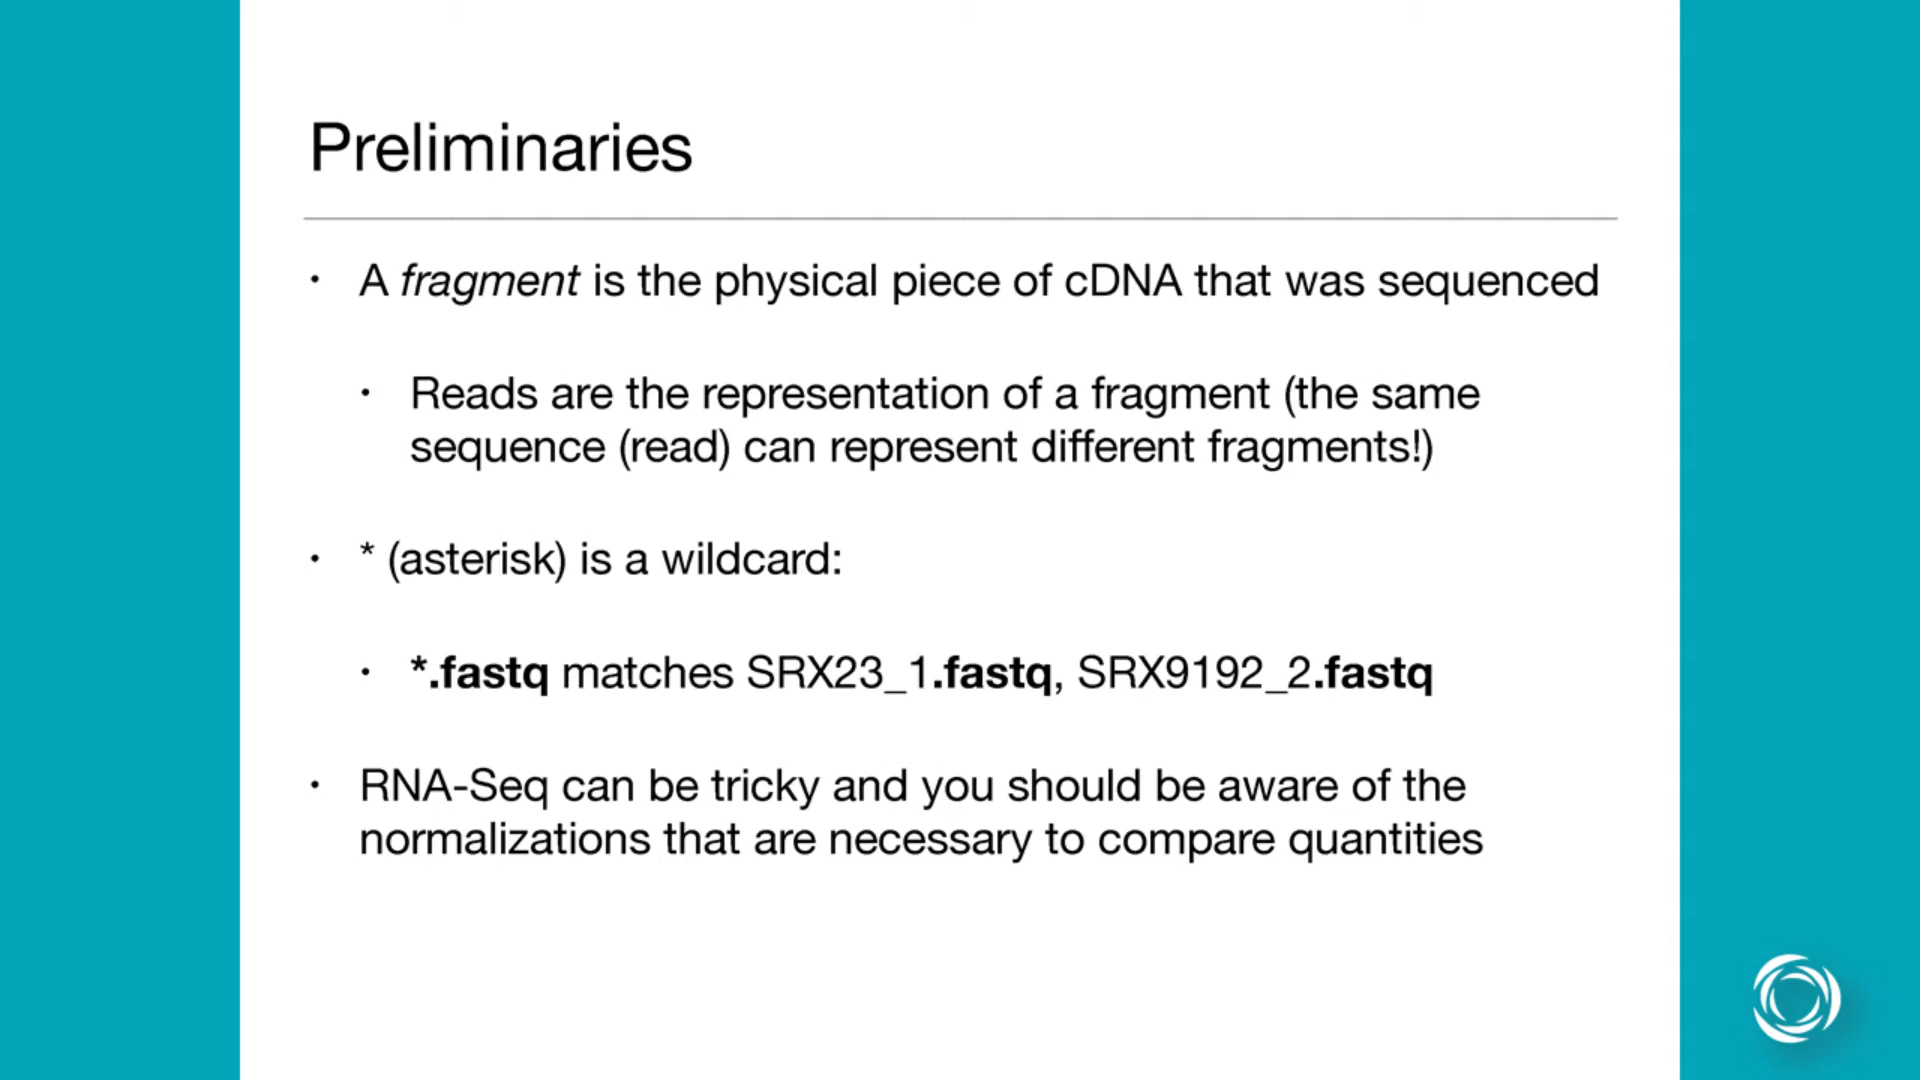 Preliminaries
• A fragment is the physical piece of cDNA that was sequenced
• Reads are the representation of a fragment (the same
sequence (read) can represent different fragments!)
• * (asterisk) is a wildcard:
• *.fastq matches SRX23_1.fastq, SRX9192_2.fastq
• RNA-Seq can be tricky and you should be aware of the
normalizations that are necessary to compare quantities